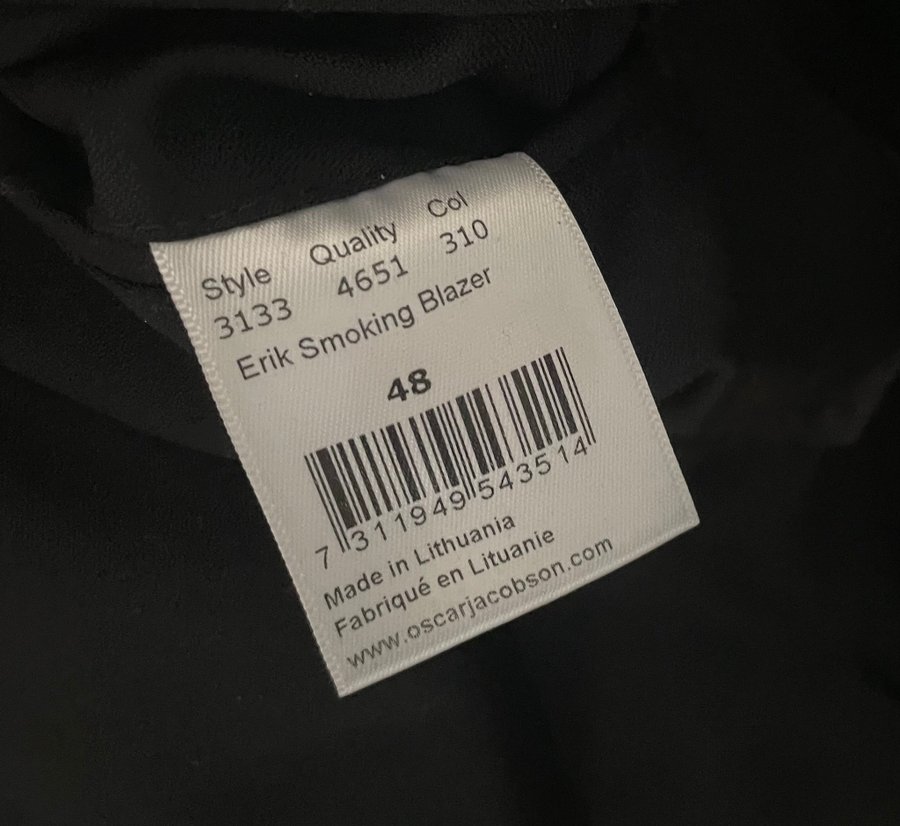 Style Quality Col
3133 4651 310
Erik Smoking Blazer
48
7 311949 543514
Made in Lithuania
Fabriqué en Lituanie
www.oscarjacobson.com